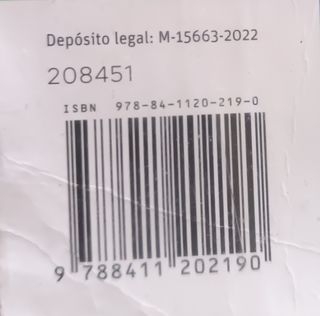 Depósito legal: M-15663-2022
208451
ISBN 978-84-1120-219-0
9 788411 202190